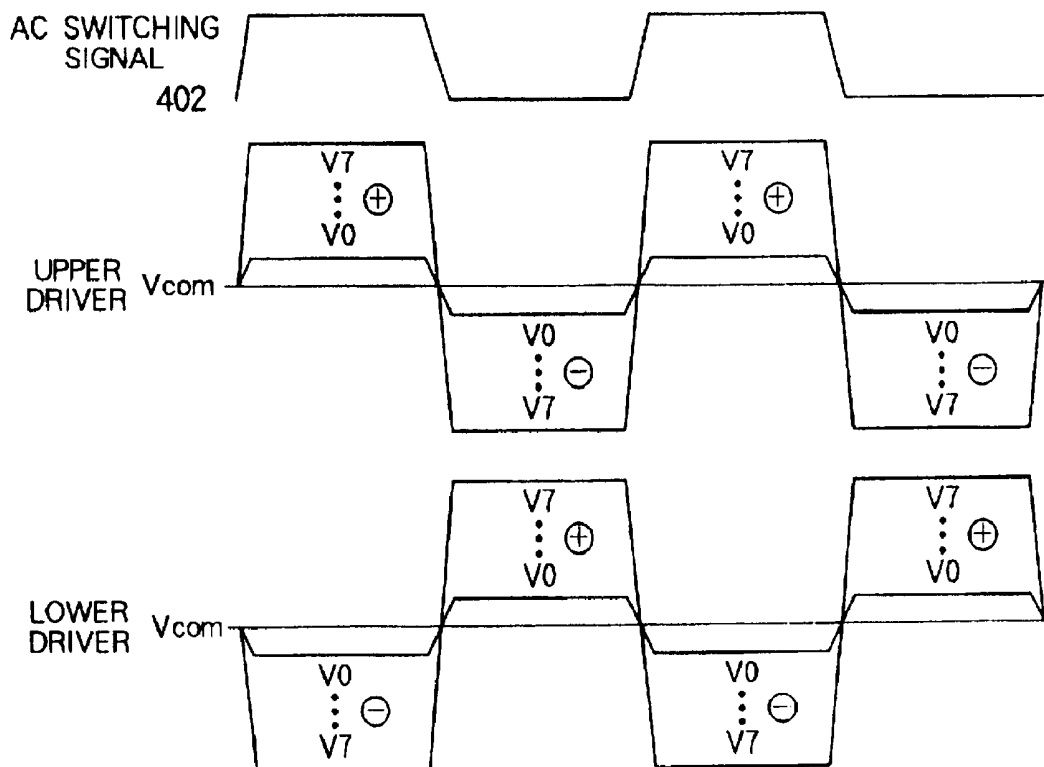 AC SWITCHING
SIGNAL
402
V7
⊕
V0
V7
⊕
V0
UPPER
DRIVER
Vcom
V0
⊖
V7
V0
⊖
V7
V7
⊕
V0
V7
⊕
V0
LOWER
DRIVER
Vcom
V0
⊖
V7
V0
⊖
V7